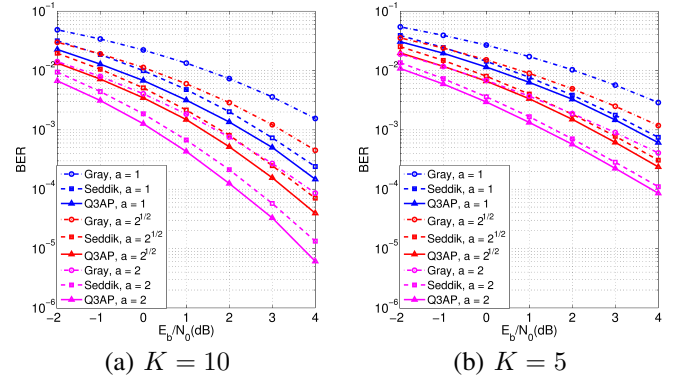 10^{-1}
10^{-2}
10^{-3}
10^{-4}
10^{-5}
10^{-6}
BER
Gray, a = 1
Seddik, a = 1
Q3AP, a = 1
Gray, a = 2^{1/2}
Seddik, a = 2^{1/2}
Q3AP, a = 2^{1/2}
Gray, a = 2
Seddik, a = 2
Q3AP, a = 2
-2 -1 0 1 2 3 4
E_b/N_0(dB)
(a) K = 10
10^{-1}
10^{-2}
10^{-3}
10^{-4}
10^{-5}
10^{-6}
BER
Gray, a = 1
Seddik, a = 1
Q3AP, a = 1
Gray, a = 2^{1/2}
Seddik, a = 2^{1/2}
Q3AP, a = 2^{1/2}
Gray, a = 2
Seddik, a = 2
Q3AP, a = 2
-2 -1 0 1 2 3 4
E_b/N_0(dB)
(b) K = 5